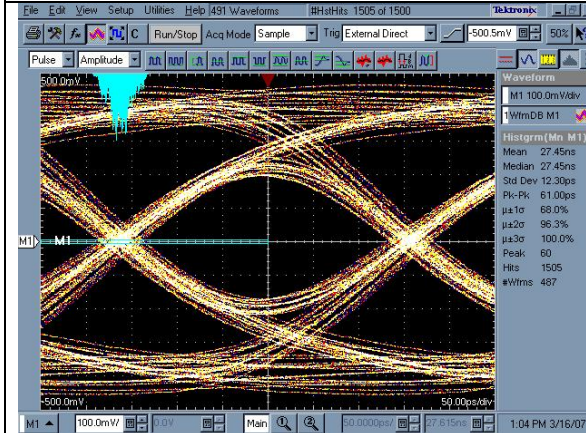 File Edit View Setup Utilities Help 491 Waveforms #HstHits 1505 of 1500 Tektronix
C Run/Stop Acq Mode Sample Trig External Direct -500.5mV 50%
Pulse Amplitude
500.0mV
Waveform
M1 100.0mV/div
1WfmDB M1
Histgrm(Mn M1)
Mean 27.45ns
Median 27.45ns
Std Dev 12.30ps
Pk-Pk 61.00ps
µ±1σ 68.0%
µ±2σ 96.3%
µ±3σ 100.0%
Peak 60
Hits 1505
#Wfms 487
M1 M1
-500.0mV 50.00ps/div
M1 100.0mV/ 0.0V Main 50.0000ps/ 27.615ns 1:04 PM 3/16/0